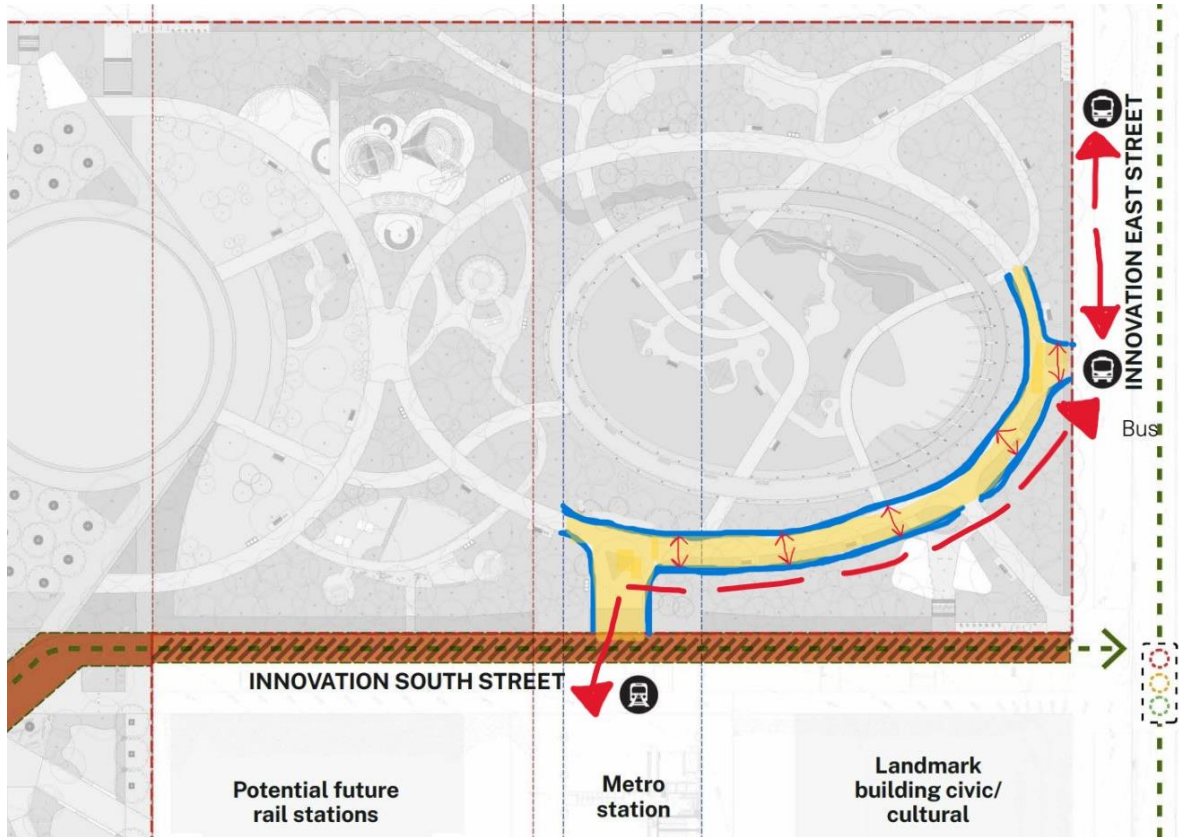 INNOVATION EAST STREET
Bus
INNOVATION SOUTH STREET
Potential future
rail stations
Metro
station
Landmark
building civic/
cultural